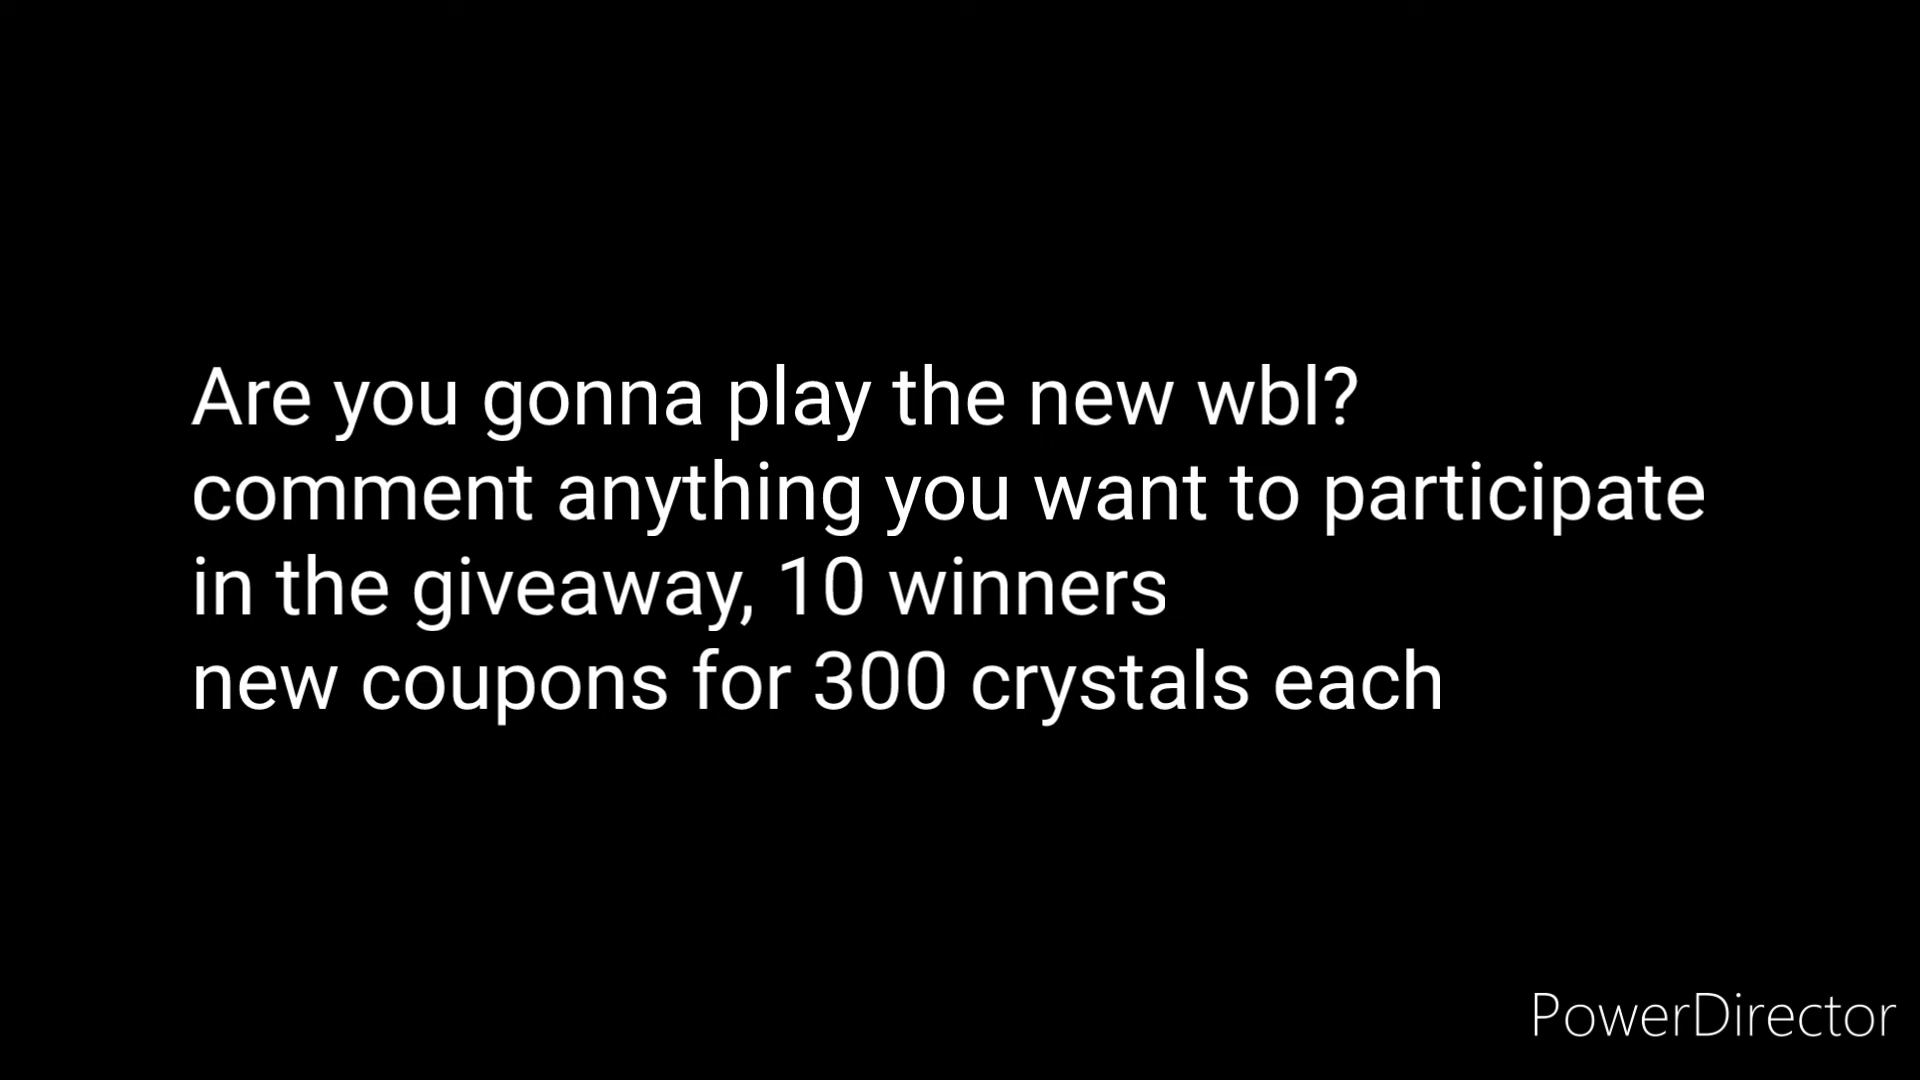 Are you gonna play the new wbl?
comment anything you want to participate
in the giveaway, 10 winners
new coupons for 300 crystals each
PowerDirector